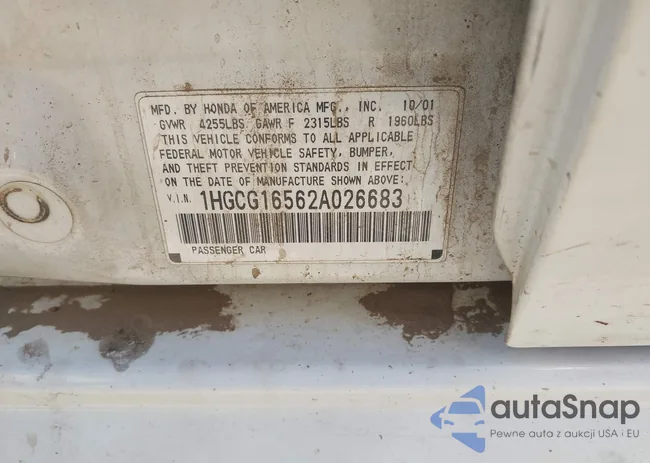 MFD. BY HONDA OF AMERICA MFG., INC. 10/01
GVWR 4255LBS GAWR F 2315LBS R 1960LBS
THIS VEHICLE CONFORMS TO ALL APPLICABLE
FEDERAL MOTOR VEHICLE SAFETY, BUMPER,
AND THEFT PREVENTION STANDARDS IN EFFECT
ON THE DATE OF MANUFACTURE SHOWN ABOVE:
V.I.N. 1HGCG16562A026683
PASSENGER CAR
autaSnap
Pewne auta z aukcji USA i EU